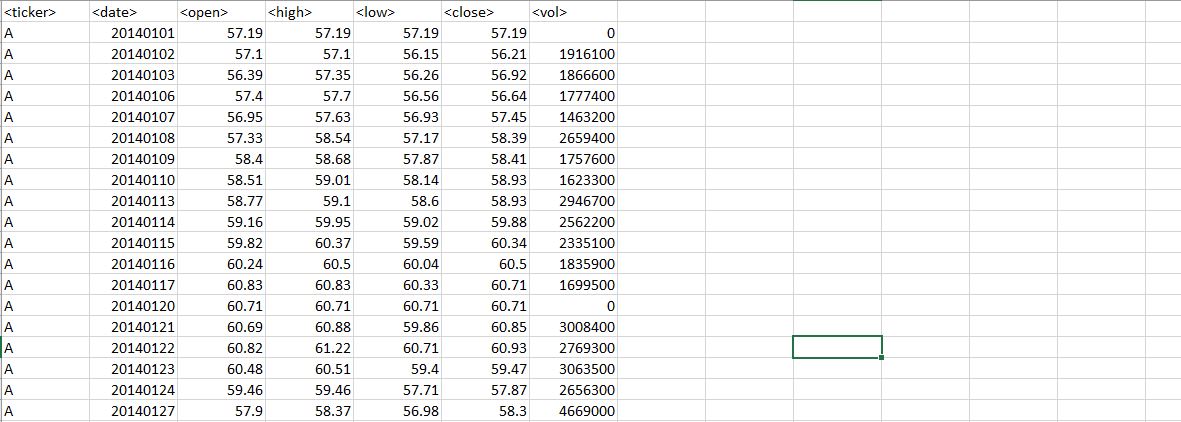 <ticker> <date> <open> <high> <low> <close> <vol>
A 20140101 57.19 57.19 57.19 57.19 0
A 20140102 57.1 57.1 56.15 56.21 1916100
A 20140103 56.39 57.35 56.26 56.92 1866600
A 20140106 57.4 57.7 56.56 56.64 1777400
A 20140107 56.95 57.63 56.93 57.45 1463200
A 20140108 57.33 58.54 57.17 58.39 2659400
A 20140109 58.4 58.68 57.87 58.41 1757600
A 20140110 58.51 59.01 58.14 58.93 1623300
A 20140113 58.77 59.1 58.6 58.93 2946700
A 20140114 59.16 59.95 59.02 59.88 2562200
A 20140115 59.82 60.37 59.59 60.34 2335100
A 20140116 60.24 60.5 60.04 60.5 1835900
A 20140117 60.83 60.83 60.33 60.71 1699500
A 20140120 60.71 60.71 60.71 60.71 0
A 20140121 60.69 60.88 59.86 60.85 3008400
A 20140122 60.82 61.22 60.71 60.93 2769300
A 20140123 60.48 60.51 59.4 59.47 3063500
A 20140124 59.46 59.46 57.71 57.87 2656300
A 20140127 57.9 58.37 56.98 58.3 4669000